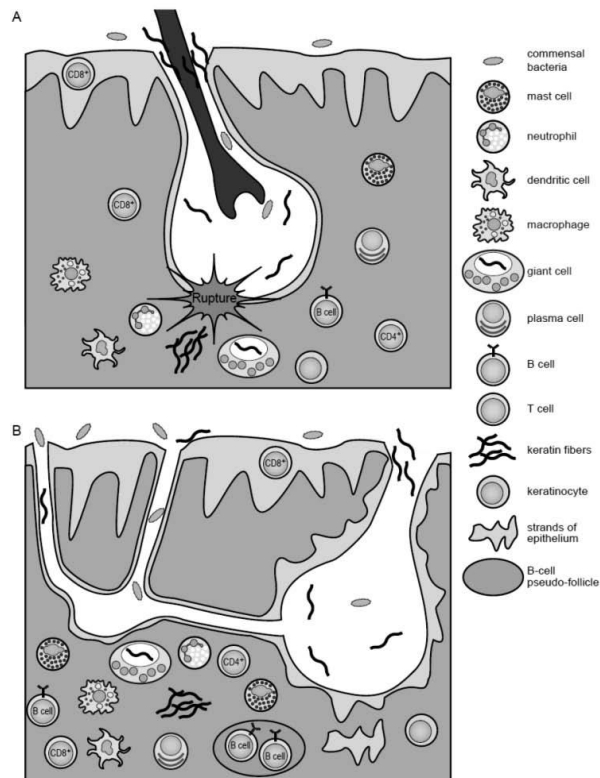 A
CD8+
CD8+
Rupture
B cell
CD4+
commensal
bacteria
mast cell
neutrophil
dendritic cell
macrophage
giant cell
plasma cell
B cell
T cell
keratin fibers
keratinocyte
strands of
epithelium
B-cell
pseudo-follicle
B
CD8+
CD4+
B cell
CD8+
B cell
B cell